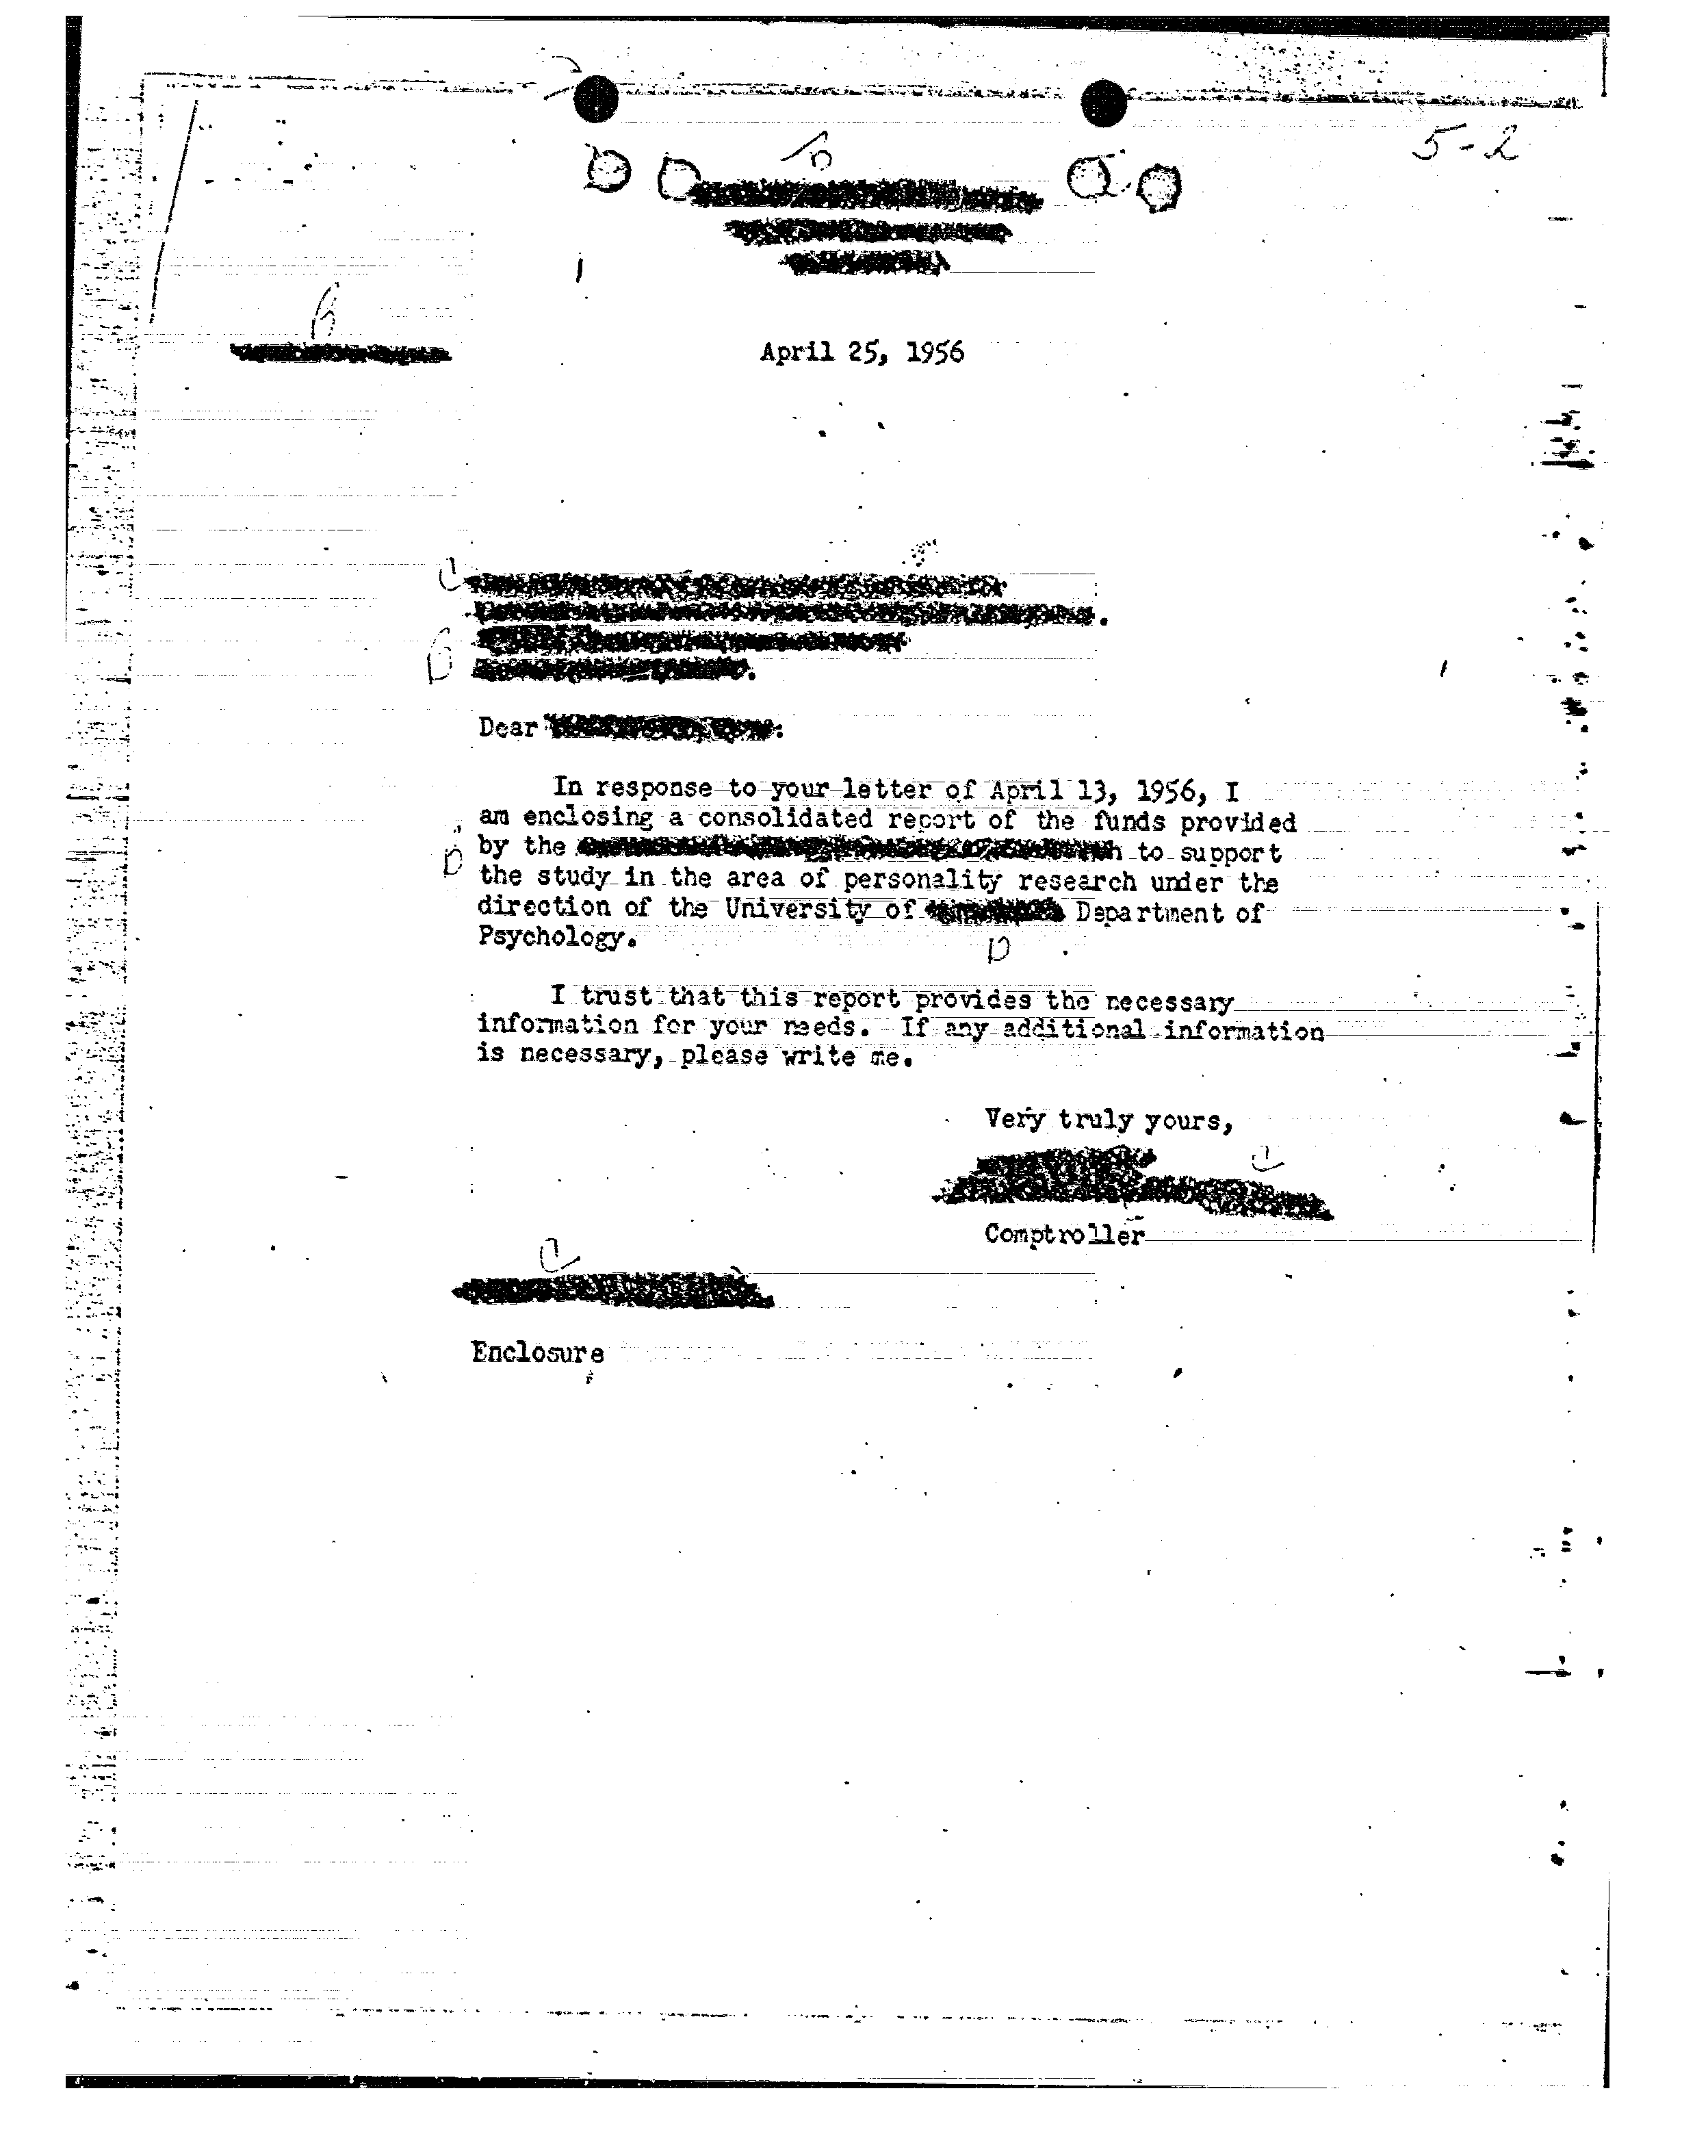 5-2
April 25, 1956
Dear :
In response to your letter of April 13, 1956, I
am enclosing a consolidated report of the funds provided
by the to support
the study in the area of personality research under the
direction of the University of Department of
Psychology.
I trust that this report provides the necessary
information for your needs. If any additional information
is necessary, please write me.
Very truly yours,
Comptroller
Enclosure